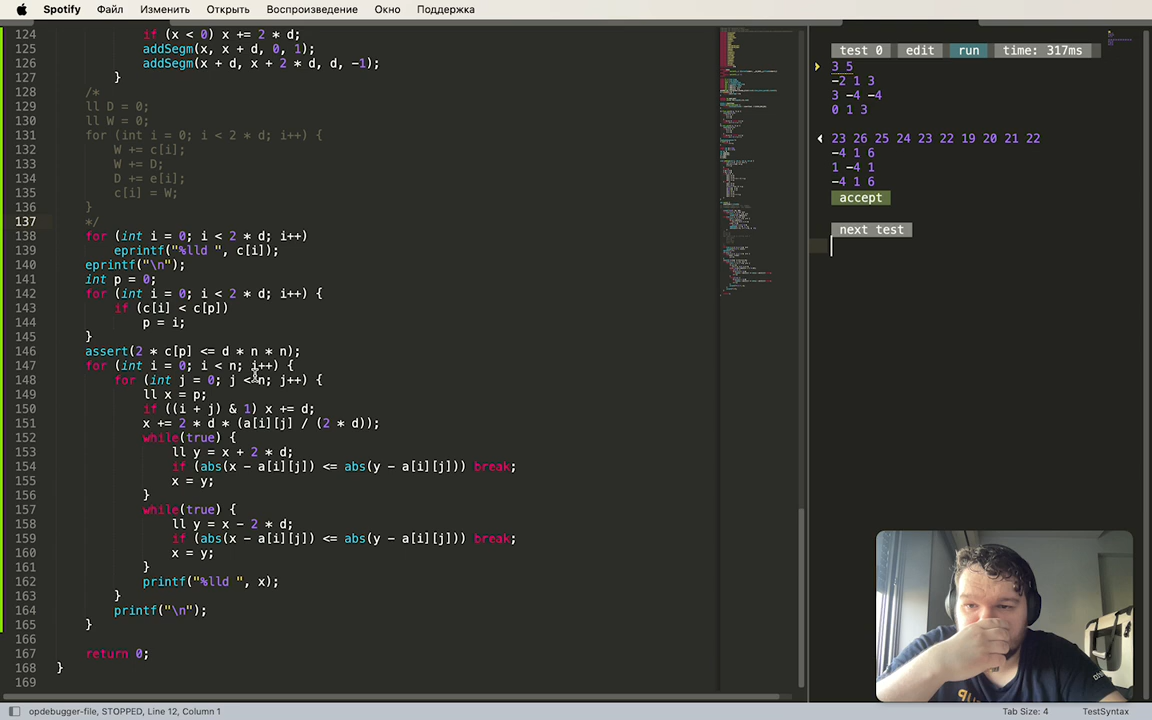 Spotify Файл Изменить Открыть Воспроизведение Окно Поддержка
124 if (x < 0) x += 2 * d;
125 addSegm(x, x + d, 0, 1);
126 addSegm(x + d, x + 2 * d, d, -1);
127 }
128 /*
129 ll D = 0;
130 ll W = 0;
131 for (int i = 0; i < 2 * d; i++) {
132 W += c[i];
133 W += D;
134 D += e[i];
135 c[i] = W;
136 }
137 */
138 for (int i = 0; i < 2 * d; i++)
139 eprintf("%lld ", c[i]);
140 eprintf("\n");
141 int p = 0;
142 for (int i = 0; i < 2 * d; i++) {
143 if (c[i] < c[p])
144 p = i;
145 }
146 assert(2 * c[p] <= d * n * n);
147 for (int i = 0; i < n; i++) {
148 for (int j = 0; j < n; j++) {
149 ll x = p;
150 if ((i + j) & 1) x += d;
151 x += 2 * d * (a[i][j] / (2 * d));
152 while(true) {
153 ll y = x + 2 * d;
154 if (abs(x - a[i][j]) <= abs(y - a[i][j])) break;
155 x = y;
156 }
157 while(true) {
158 ll y = x - 2 * d;
159 if (abs(x - a[i][j]) <= abs(y - a[i][j])) break;
160 x = y;
161 }
162 printf("%lld ", x);
163 }
164 printf("\n");
165 }
166
167 return 0;
168 }
169
test 0 edit run time: 317ms
3 5
-2 1 3
3 -4 -4
0 1 3
23 26 25 24 23 22 19 20 21 22
-4 1 6
1 -4 1
-4 1 6
accept
next test
opdebugger-file, STOPPED, Line 12, Column 1 Tab Size: 4 TestSyntax